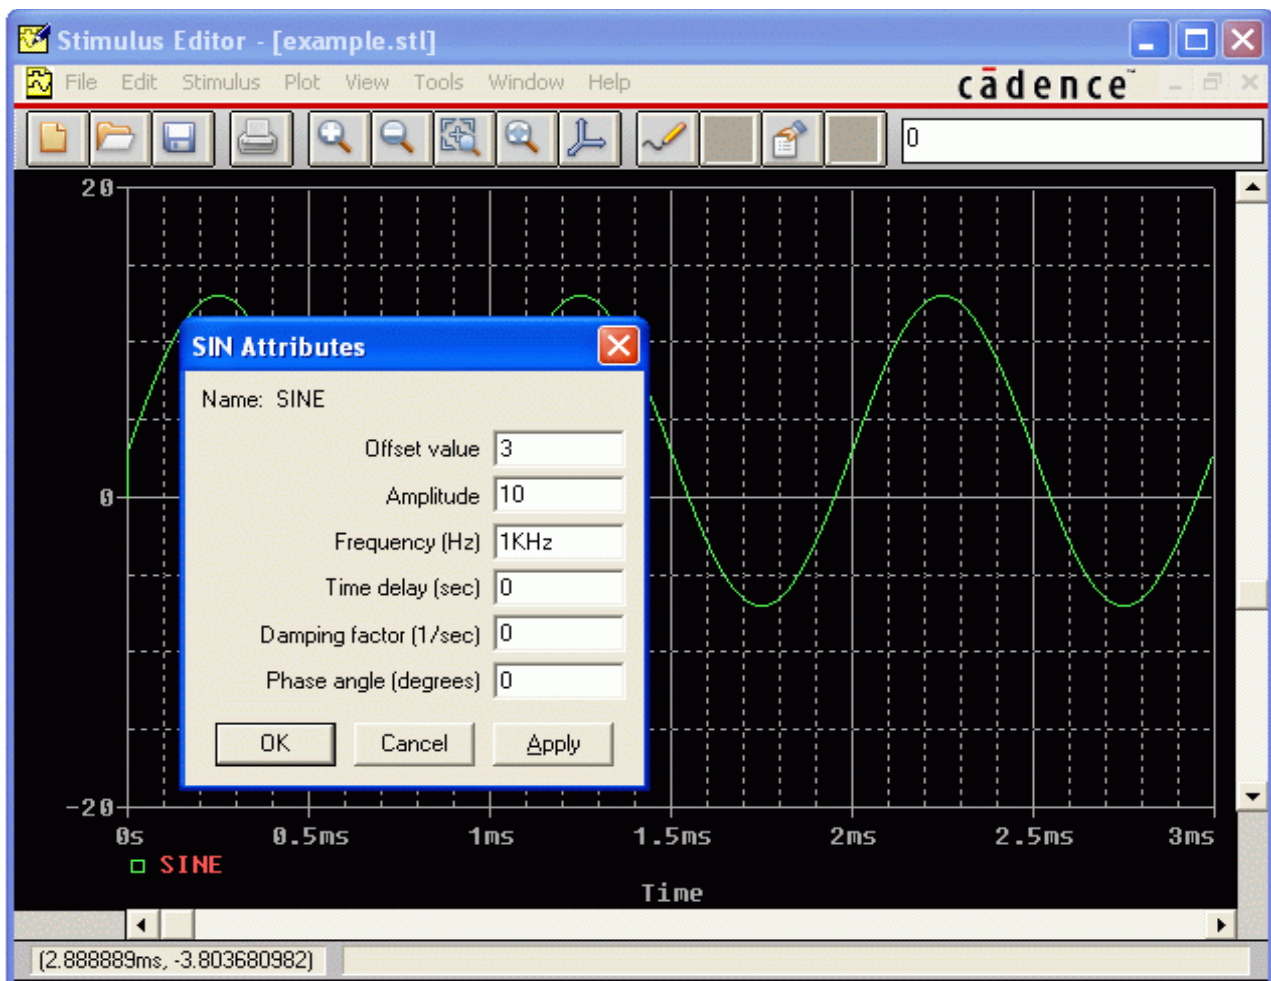 Stimulus Editor - [example.stl]
File Edit Stimulus Plot View Tools Window Help
cādence™
0
20
SIN Attributes
Name: SINE
Offset value 3
Amplitude 10
0
Frequency (Hz) 1KHz
Time delay (sec) 0
Damping factor (1/sec) 0
Phase angle (degrees) 0
OK Cancel Apply
-20
0s 0.5ms 1ms 1.5ms 2ms 2.5ms 3ms
SINE
Time
(2.888889ms, -3.803680982)